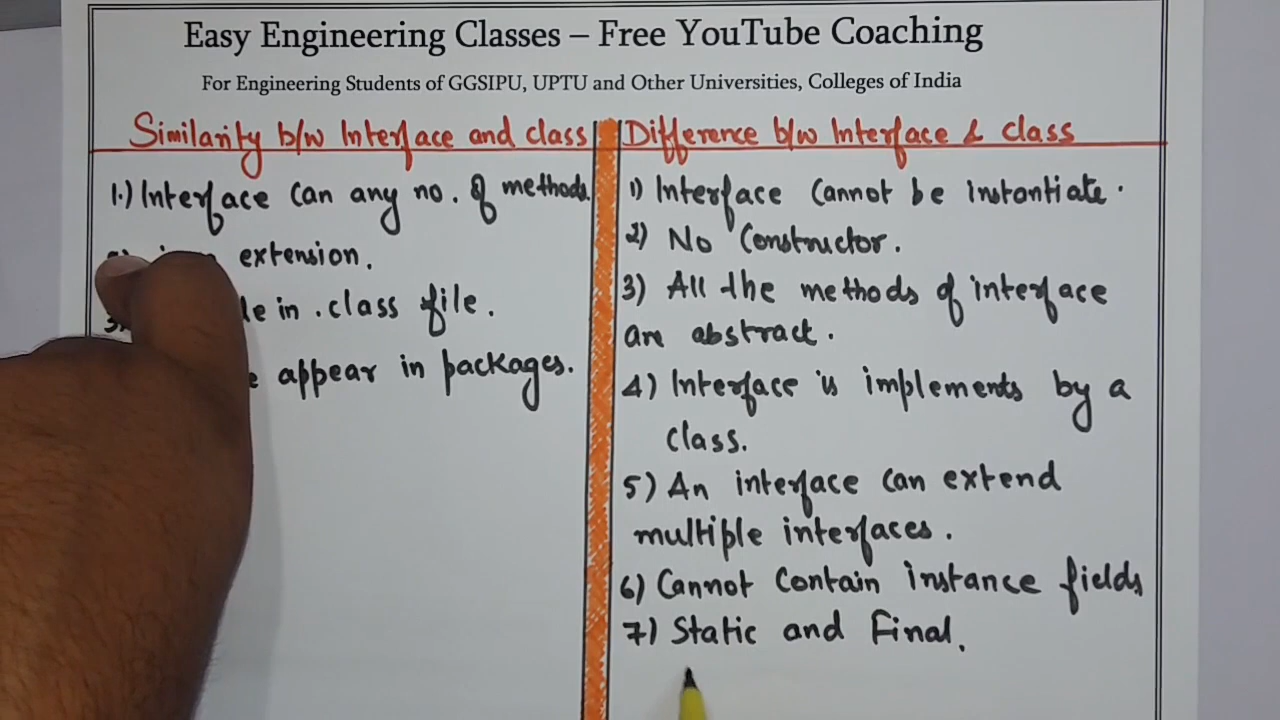 Easy Engineering Classes – Free YouTube Coaching
For Engineering Students of GGSIPU, UPTU and Other Universities, Colleges of India
Similarity b/w Interface and class
1.) Interface can any no. of methods
extension.
in .class file.
appear in packages.
Difference b/w Interface & class
1) Interface cannot be instantiate.
2) No Constructor.
3) All the methods of interface
are abstract.
4) Interface is implements by a
class.
5) An interface can extend
multiple interfaces.
6) Cannot Contain instance fields
7) Static and Final.